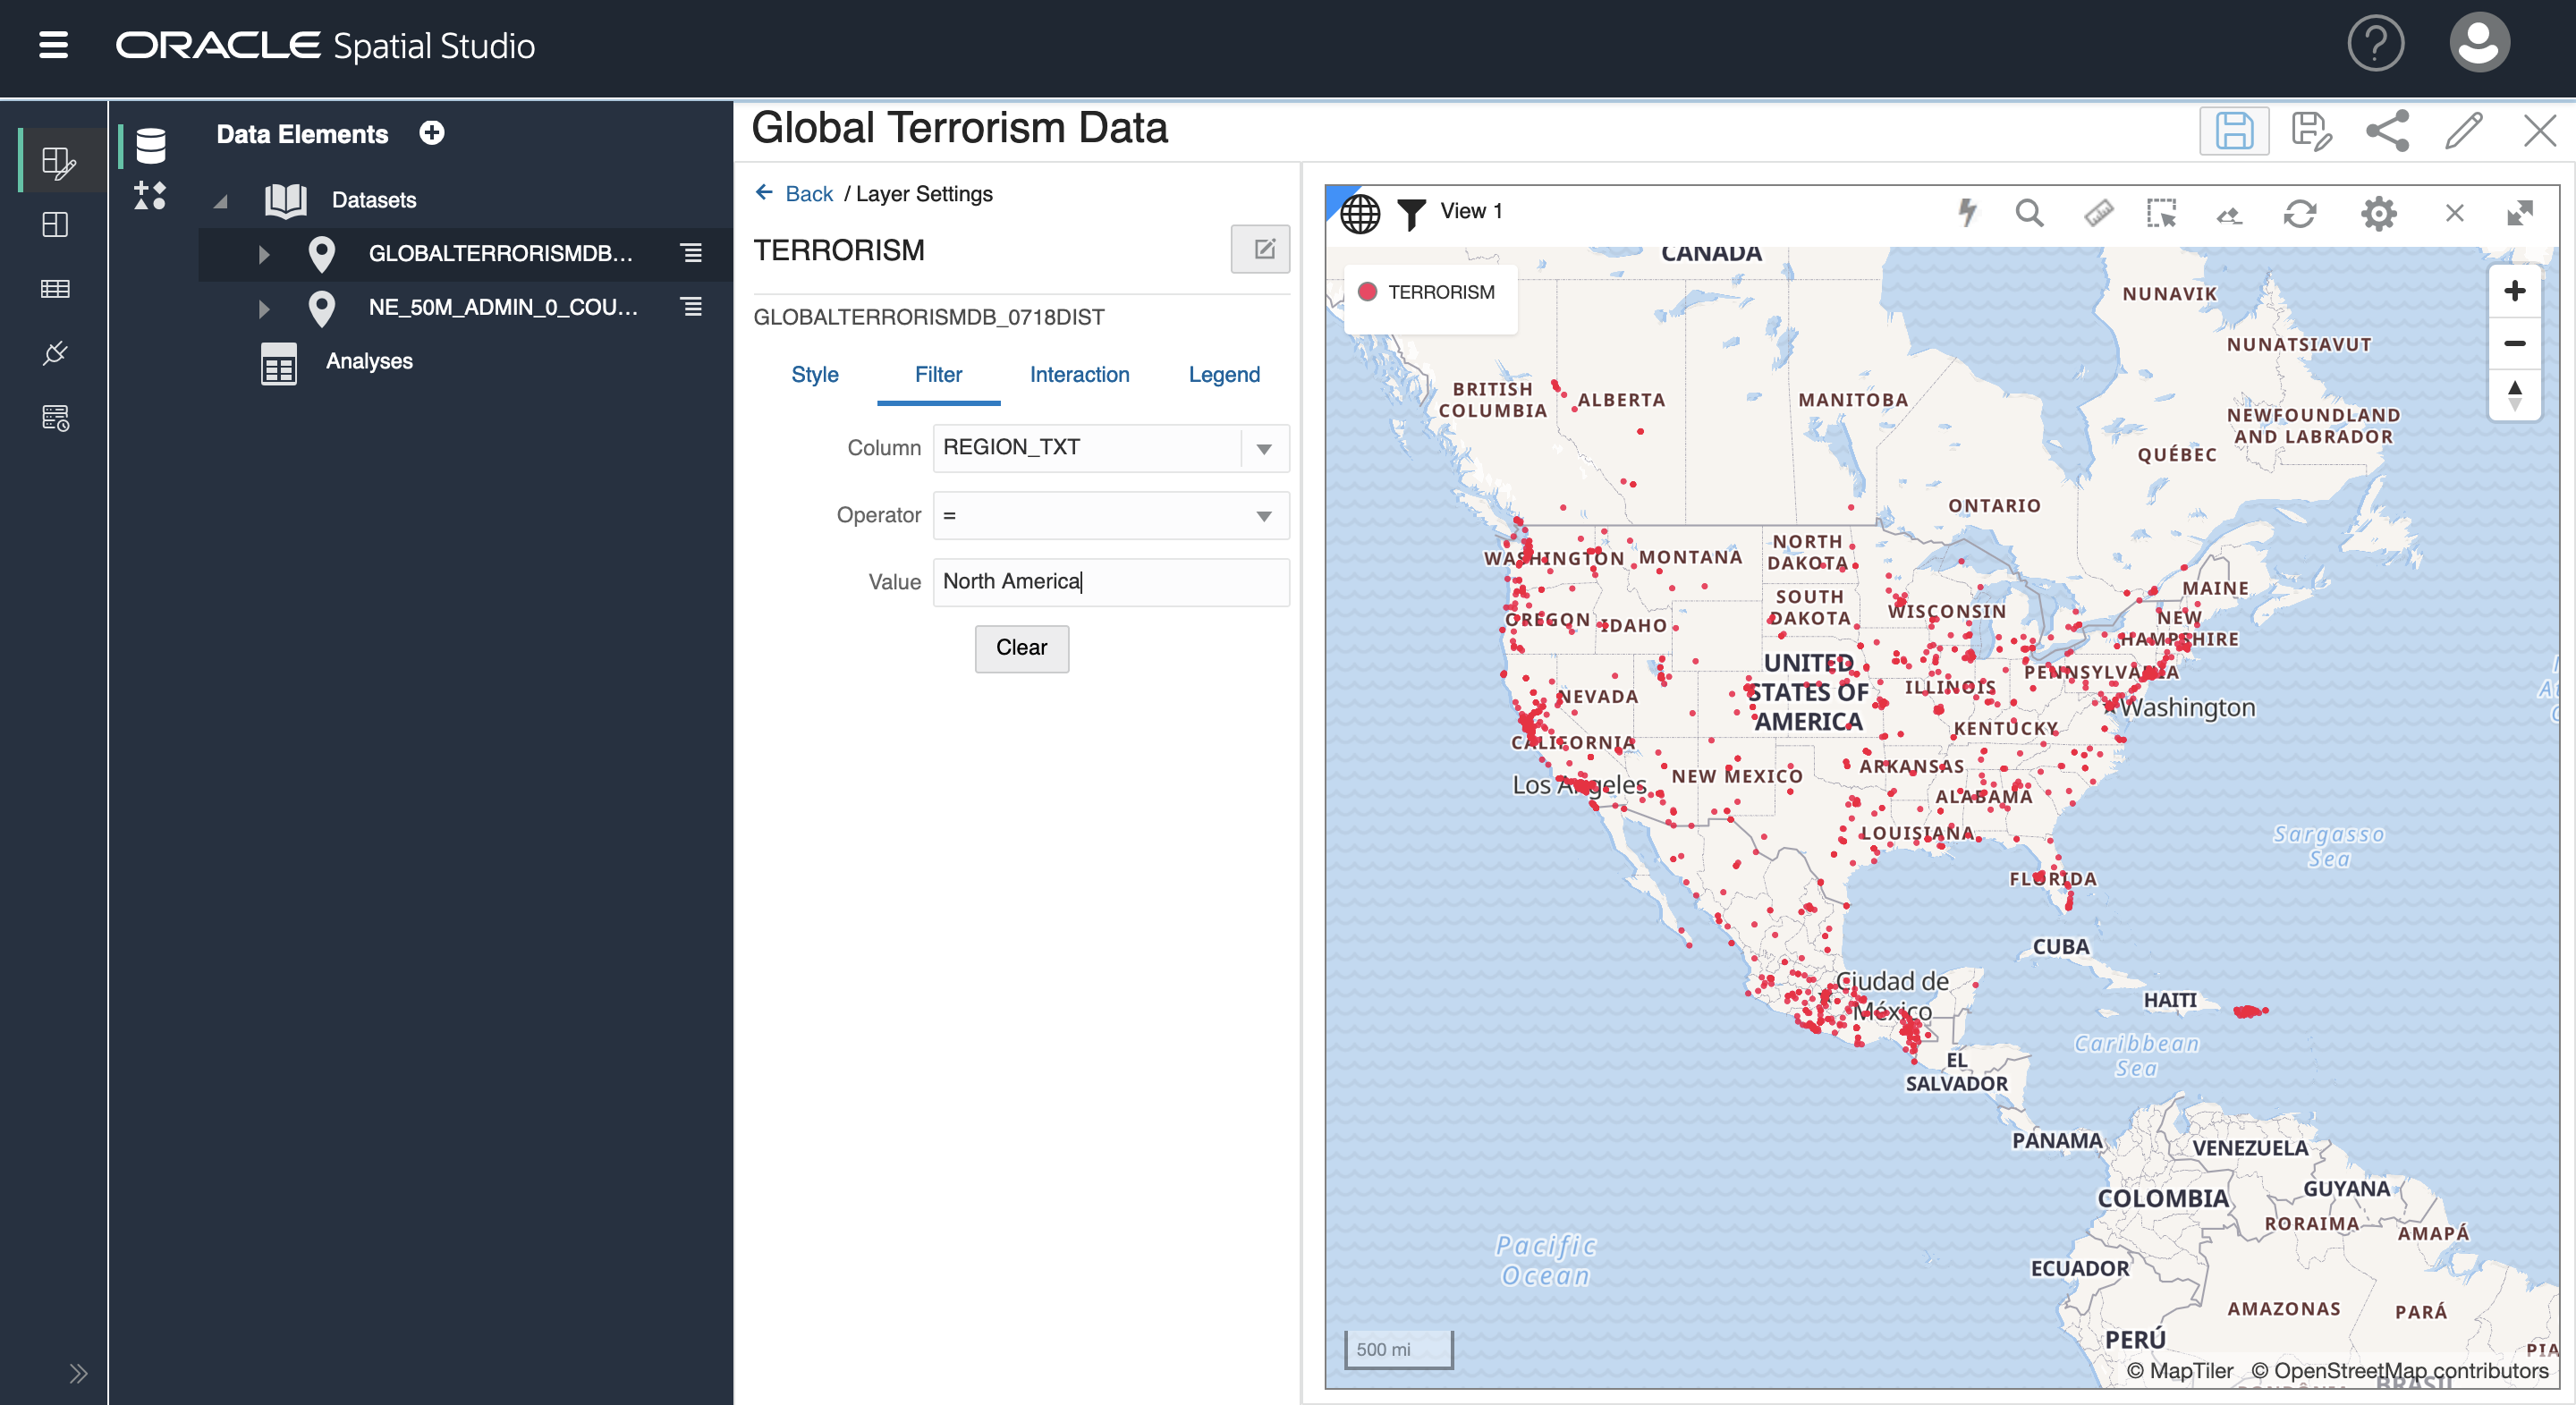 ORACLE Spatial Studio
Data Elements
Datasets
GLOBALTERRORISMDB...
NE_50M_ADMIN_0_COU...
Analyses
Global Terrorism Data
Back / Layer Settings
TERRORISM
GLOBALTERRORISMDB_0718DIST
Style Filter Interaction Legend
Column REGION_TXT
Operator =
Value North America
Clear
View 1
TERRORISM
CANADA
NUNAVIK
NUNATSIAVUT
BRITISH
COLUMBIA
ALBERTA
MANITOBA
NEWFOUNDLAND
AND LABRADOR
QUÉBEC
ONTARIO
WASHINGTON
MONTANA
NORTH
DAKOTA
MAINE
SOUTH
DAKOTA
WISCONSIN
OREGON
IDAHO
NEW
HAMPSHIRE
UNITED
STATES OF
AMERICA
PENNSYLVANIA
NEVADA
ILLINOIS
Washington
KENTUCKY
CALIFORNIA
Los Angeles
NEW MEXICO
ARKANSAS
ALABAMA
LOUISIANA
Sargasso
Sea
FLORIDA
CUBA
Ciudad de
México
HAITI
Caribbean
Sea
EL
SALVADOR
PANAMA
VENEZUELA
COLOMBIA
GUYANA
RORAIMA
AMAPÁ
Pacific
Ocean
ECUADOR
AMAZONAS
PARÁ
PERÚ
500 mi
PIA
© MapTiler © OpenStreetMap contributors
BRASIL